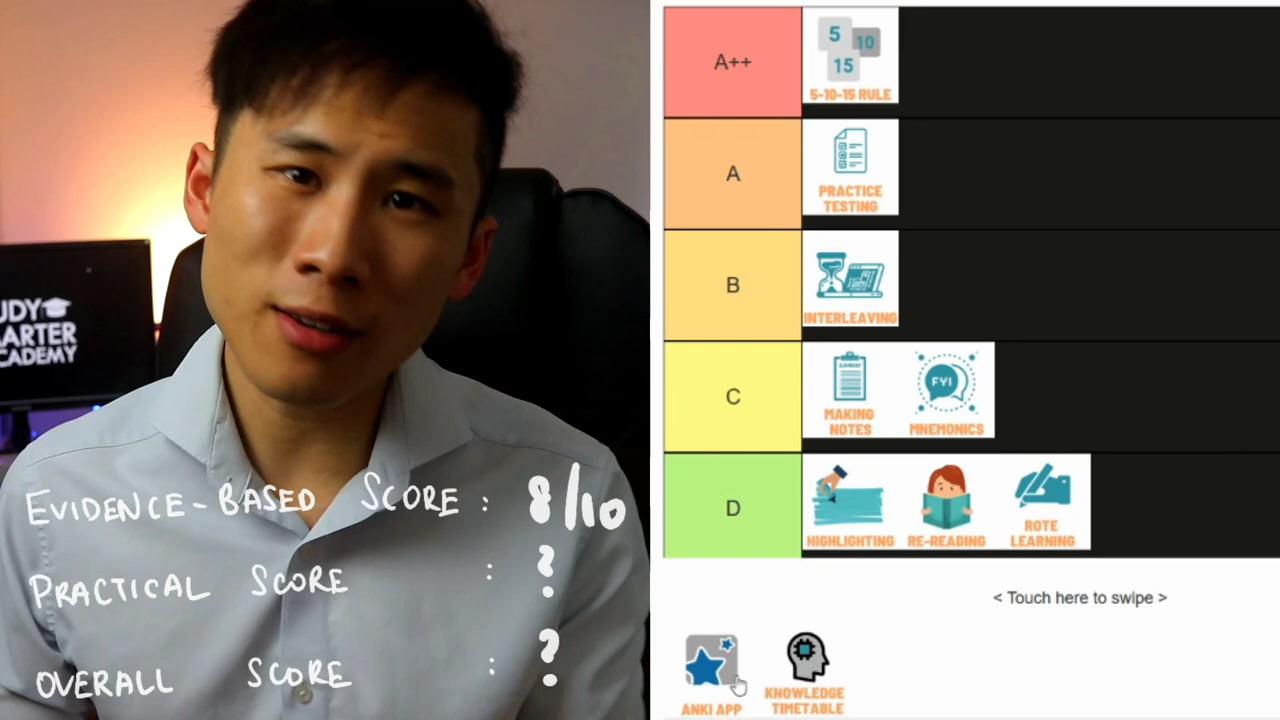 UDY
ARTER
CADEMY
EVIDENCE-BASED SCORE : 8/10
PRACTICAL SCORE : ?
OVERALL SCORE : ?
A++
5 10
15
5-10-15 RULE
A
PRACTICE
TESTING
B
INTERLEAVING
C
SUMMARY
MAKING
NOTES
FYI
MNEMONICS
D
HIGHLIGHTING
RE-READING
ROTE
LEARNING
< Touch here to swipe >
ANKI APP
KNOWLEDGE
TIMETABLE